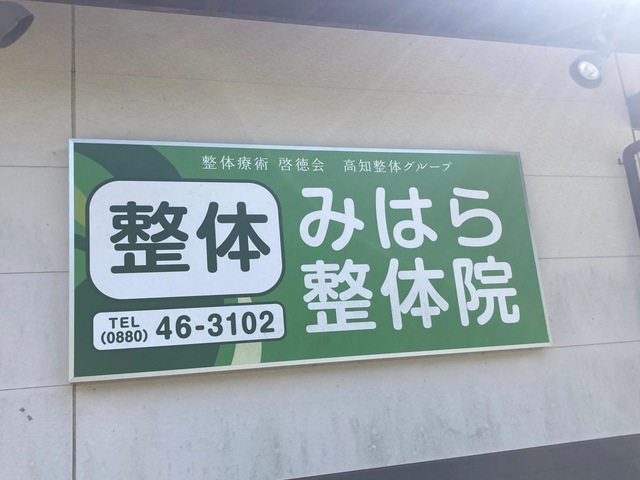 整体療術 啓徳会　高知整体グループ
整体
みはら
整体院
TEL
(0880) 46-3102